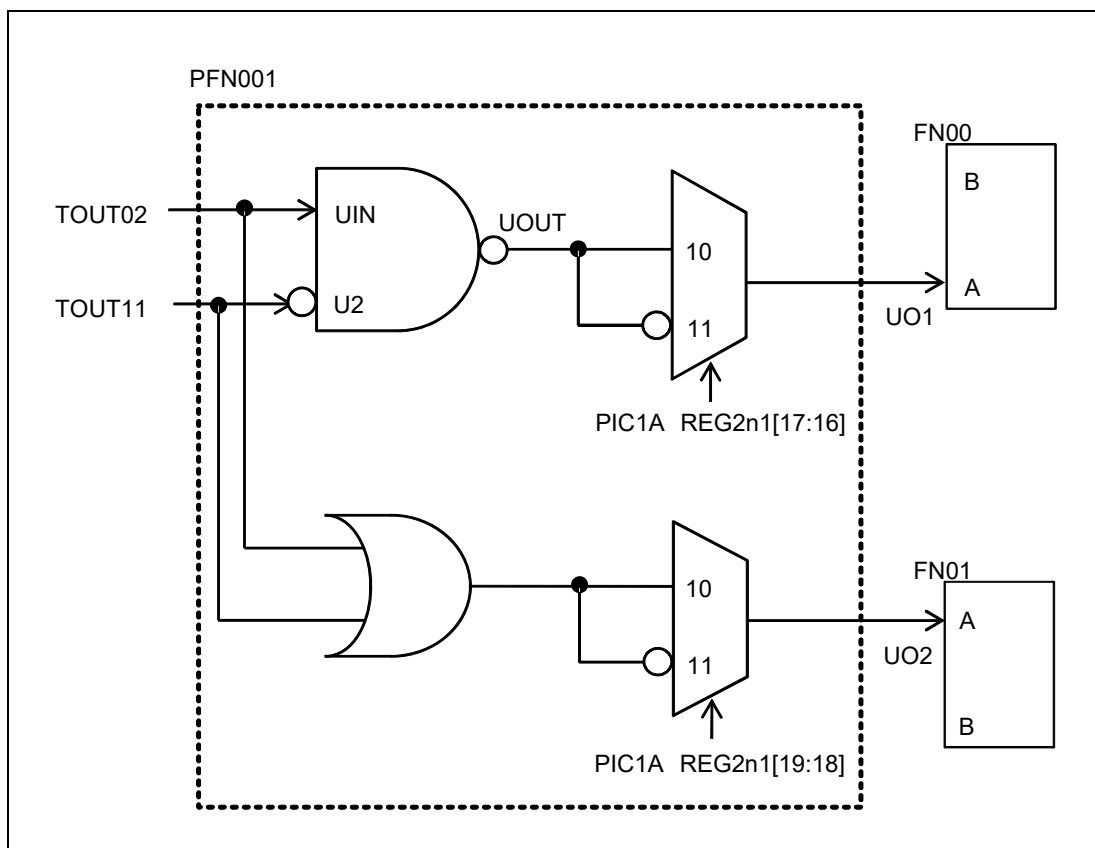 PFN001
FN00
TOUT02
UIN
UOUT
B
10
TOUT11
U2
11
A
UO1
PIC1A REG2n1[17:16]
FN01
10
A
UO2
11
B
PIC1A REG2n1[19:18]